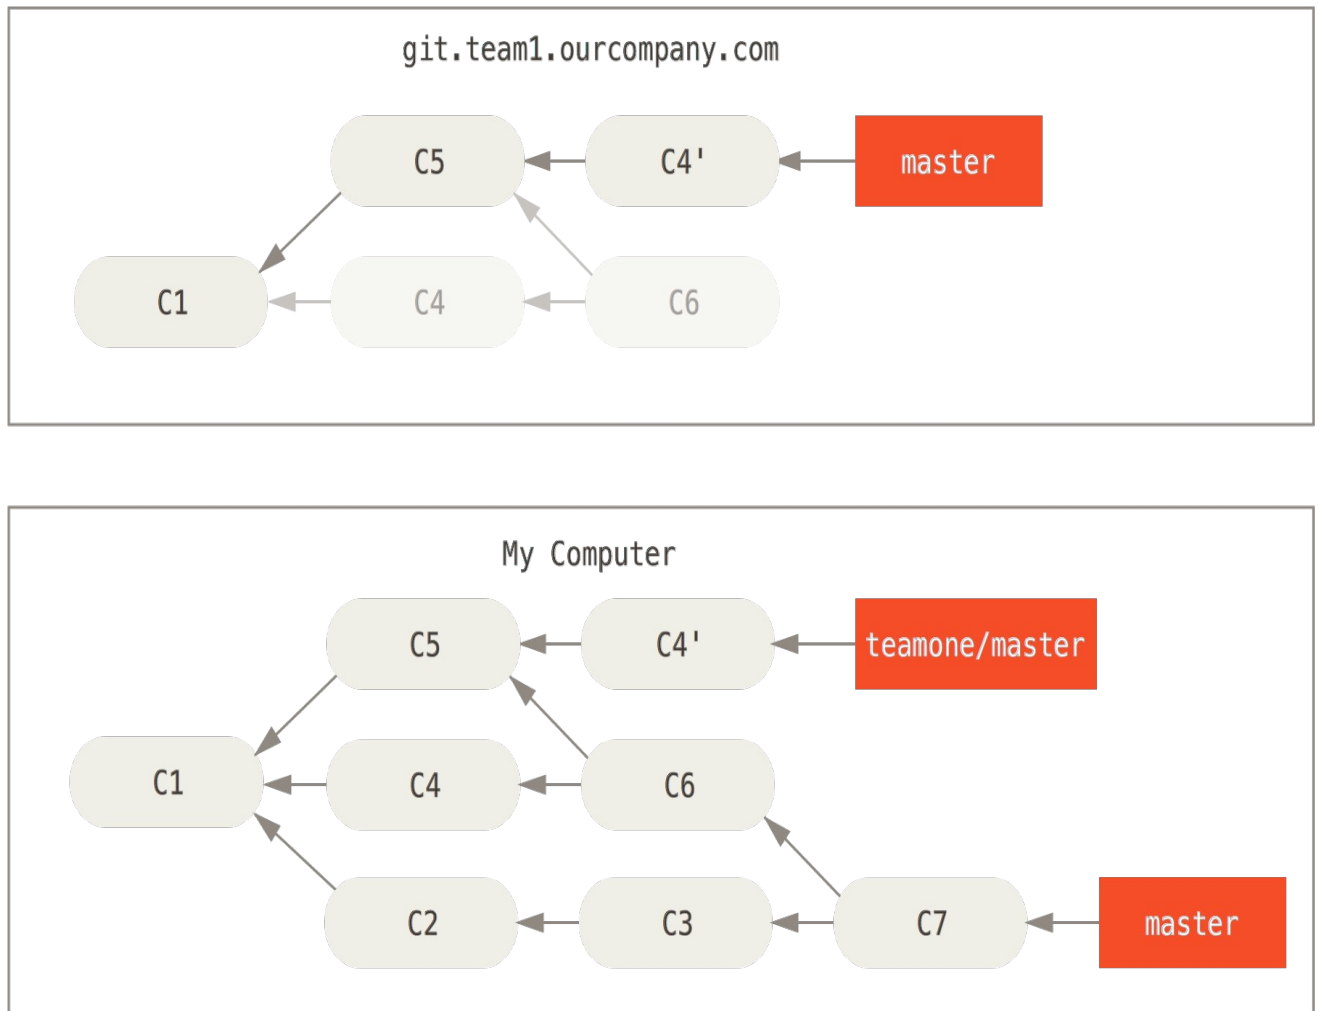 git.team1.ourcompany.com
C5
C4'
master
C1
C4
C6
My Computer
C5
C4'
teamone/master
C1
C4
C6
C2
C3
C7
master